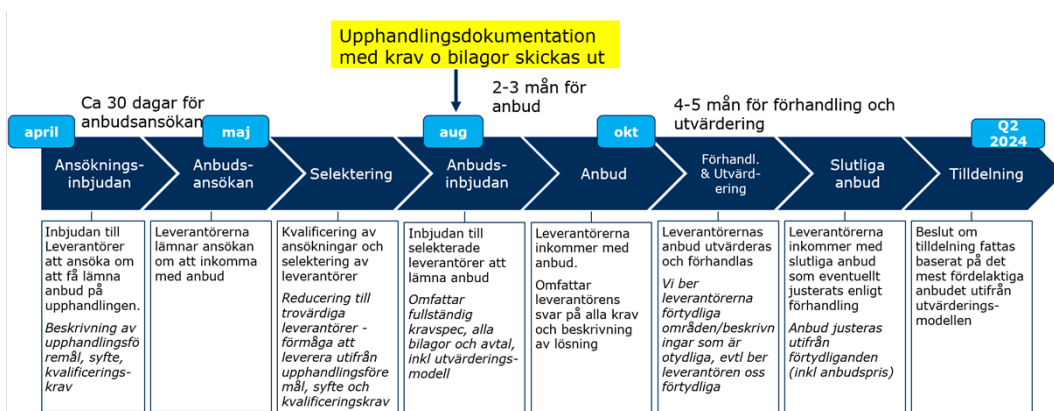 Upphandlingsdokumentation
med krav o bilagor skickas ut
Ca 30 dagar för
anbudsansökan
2-3 mån för
anbud
4-5 mån för förhandling och
utvärdering
april
maj
aug
okt
Q2
2024
Ansöknings-
inbjudan
Anbuds-
ansökan
Selektering
Anbuds-
inbjudan
Anbud
Förhandl.
& Utvärd-
ering
Slutliga
anbud
Tilldelning
Inbjudan till
Leverantörer
att ansöka om
att få lämna
anbud på
upphandlingen.
Beskrivning av
upphandlingsfö
remål, syfte,
kvalificerings-
krav
Leverantörerna
lämnar ansökan
om att inkomma
med anbud
Kvalificering av
ansökningar och
selektering av
leverantörer
Reducering till
trovärdiga
leverantörer -
förmåga att
leverera utifrån
upphandlingsföre
mål, syfte och
kvalificeringskrav
Inbjudan till
selekterade
leverantörer att
lämna anbud
Omfattar
fullständig
kravspec, alla
bilagor och avtal,
inkl utvärderings-
modell
Leverantörerna
inkommer med
anbud.
Omfattar
leverantörens
svar på alla krav
och beskrivning
av lösning
Leverantörernas
anbud utvärderas
och förhandlas
Vi ber
leverantörerna
förtydliga
områden/beskrivn
ingar som är
otydliga, evtl ber
leverantören oss
förtydliga
Leverantörerna
inkommer med
slutliga anbud
som eventuellt
justerats enligt
förhandling
Anbud justeras
utifrån
förtydliganden
(inkl anbudspris)
Beslut om
tilldelning fattas
baserat på det
mest fördelaktiga
anbudet utifrån
utvärderings-
modellen